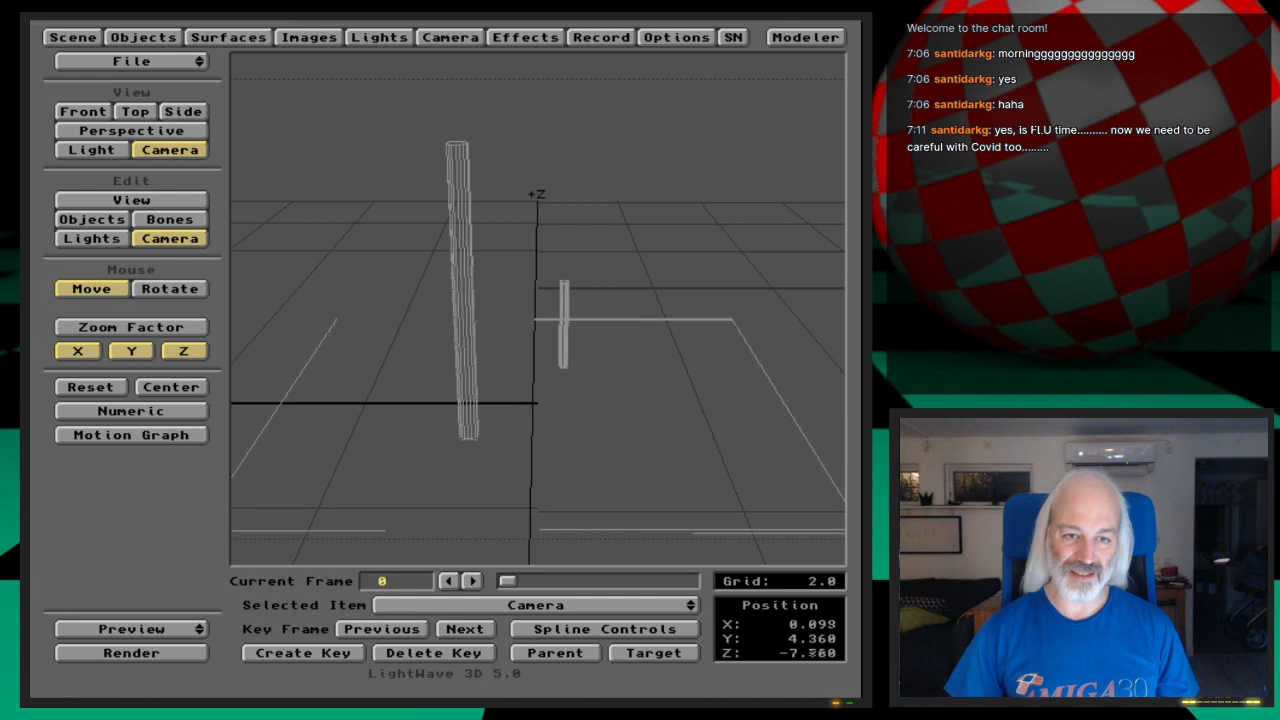 Scene Objects Surfaces Images Lights Camera Effects Record Options SN Modeler
File
View
Front Top Side
Perspective
Light Camera
Edit
View
Objects Bones
Lights Camera
Mouse
Move Rotate
Zoom Factor
X Y Z
Reset Center
Numeric
Motion Graph
Preview
Render
+Z
Current Frame 0
Selected Item Camera
Key Frame Previous Next Spline Controls
Create Key Delete Key Parent Target
LightWave 3D 5.0
Grid: 2.0
Position
X: 0.099
Y: 4.360
Z:
Welcome to the chat room!
7:06 santidarkg: morninggggggggggggggg
7:06 santidarkg: yes
7:06 santidarkg: haha
7:11 santidarkg: yes, is FLU time.......... now we need to be
careful with Covid too.........
AMIGA30